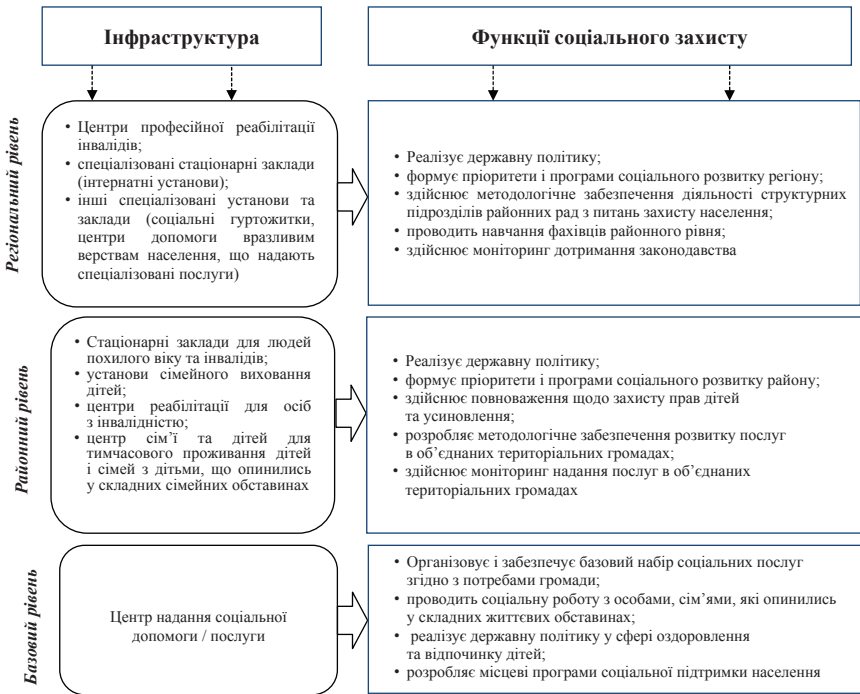 Інфраструктура
Функції соціального захисту
Регіональний рівень
• Центри професійної реабілітації
інвалідів;
• спеціалізовані стаціонарні заклади
(інтернатні установи);
• інші спеціалізовані установи та
заклади (соціальні гуртожитки,
центри допомоги вразливим
верствам населення, що надають
спеціалізовані послуги)
• Реалізує державну політику;
• формує пріоритети і програми соціального розвитку регіону;
• здійснює методологічне забезпечення діяльності структурних
підрозділів районних рад з питань захисту населення;
• проводить навчання фахівців районного рівня;
• здійснює моніторинг дотримання законодавства
Районний рівень
• Стаціонарні заклади для людей
похилого віку та інвалідів;
• установи сімейного виховання
дітей;
• центри реабілітації для осіб
з інвалідністю;
• центр сім’ї та дітей для
тимчасового проживання дітей
і сімей з дітьми, що опинились
у складних сімейних обставинах
• Реалізує державну політику;
• формує пріоритети і програми соціального розвитку району;
• здійснює повноваження щодо захисту прав дітей
та усиновлення;
• розробляє методологічне забезпечення розвитку послуг
в об’єднаних територіальних громадах;
• здійснює моніторинг надання послуг в об’єднаних
територіальних громадах
Базовий рівень
Центр надання соціальної
допомоги / послуги
• Організовує і забезпечує базовий набір соціальних послуг
згідно з потребами громади;
• проводить соціальну роботу з особами, сім’ями, які опинились
у складних життєвих обставинах;
• реалізує державну політику у сфері оздоровлення
та відпочинку дітей;
• розробляє місцеві програми соціальної підтримки населення